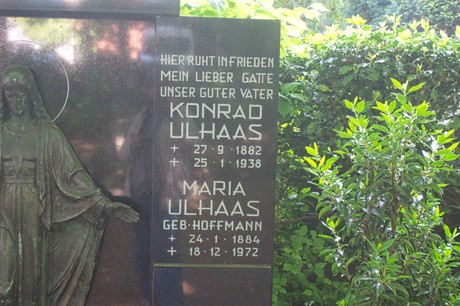 HIER RUHT IN FRIEDEN
MEIN LIEBER GATTE
UNSER GUTER VATER
KONRAD
ULHAAS
+ 27·9·1882
+ 25·1·1938
MARIA
ULHAAS
GEB·HOFFMANN
+ 24·1·1884
+ 18·12·1972